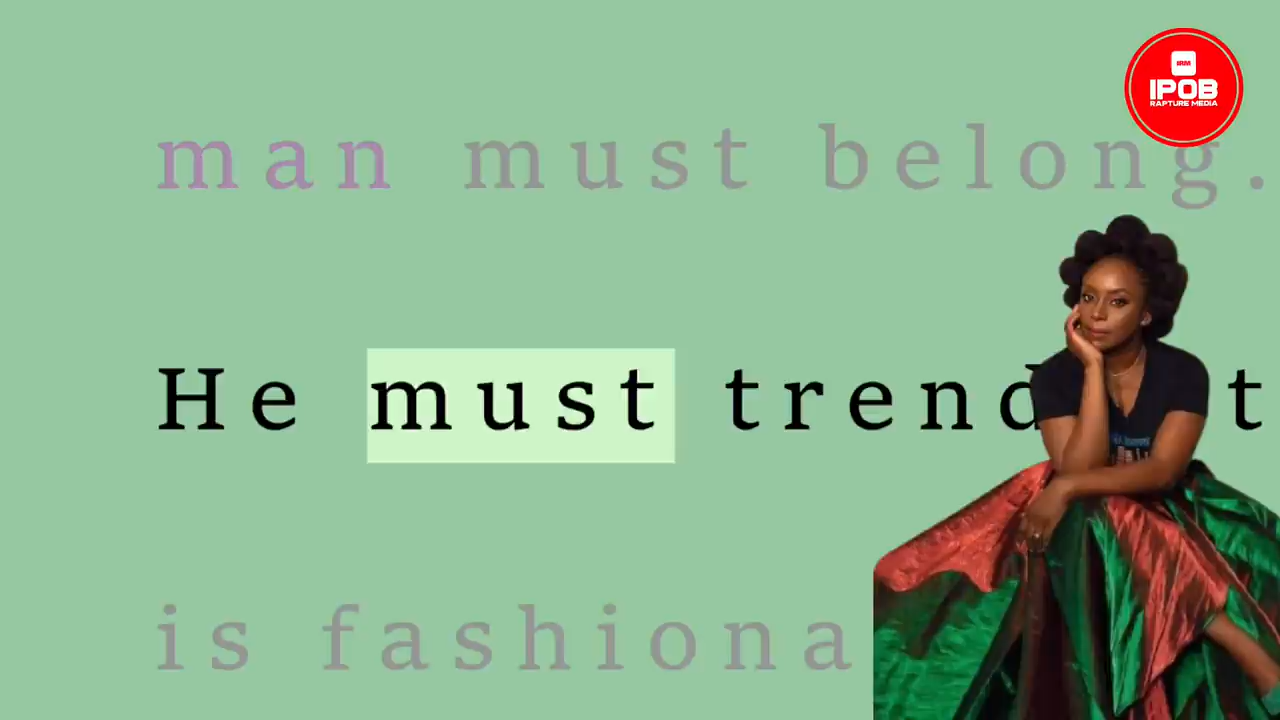 IRM
IPOB
RAPTURE MEDIA
man must belong.
He must trend t
is fashiona